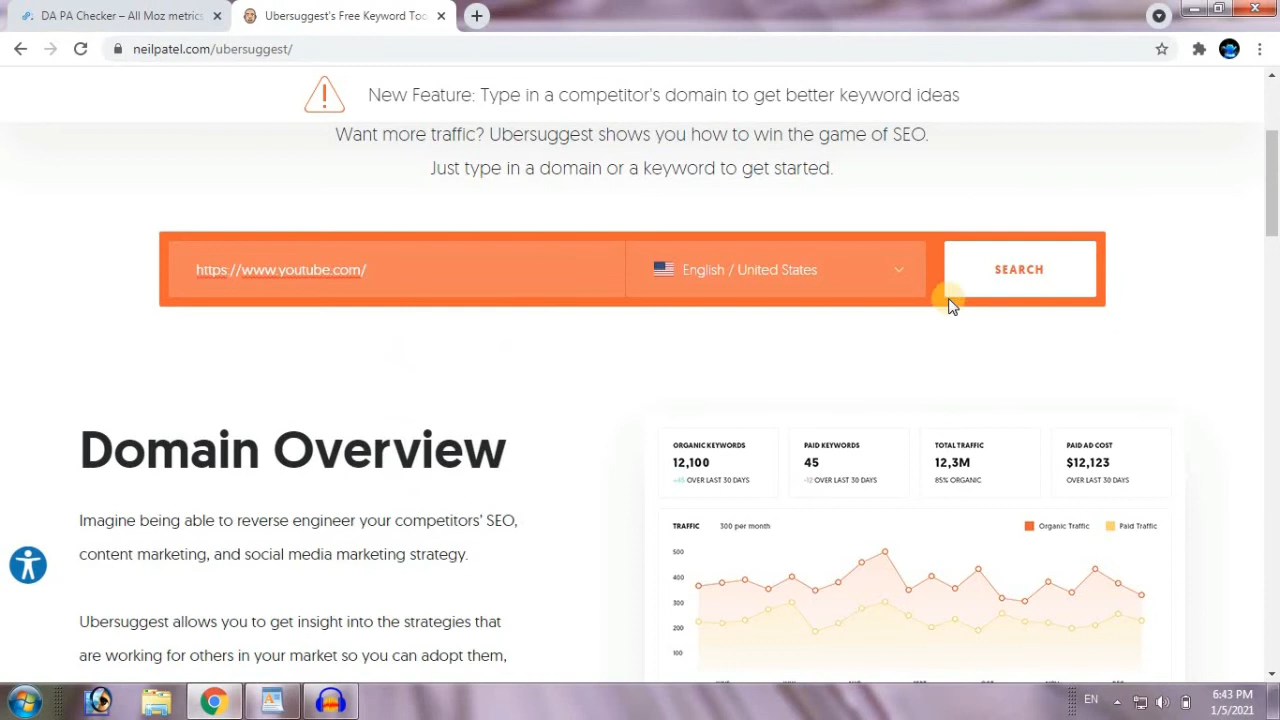 DA PA Checker – All Moz metrics
Ubersuggest's Free Keyword Too
neilpatel.com/ubersuggest/
New Feature: Type in a competitor's domain to get better keyword ideas
Want more traffic? Ubersuggest shows you how to win the game of SEO.
Just type in a domain or a keyword to get started.
https://www.youtube.com/
English / United States
SEARCH
Domain Overview
Imagine being able to reverse engineer your competitors' SEO,
content marketing, and social media marketing strategy.
Ubersuggest allows you to get insight into the strategies that
are working for others in your market so you can adopt them,
ORGANIC KEYWORDS
12,100
+45 OVER LAST 30 DAYS
PAID KEYWORDS
45
-12 OVER LAST 30 DAYS
TOTAL TRAFFIC
12,3M
85% ORGANIC
PAID AD COST
$12,123
OVER LAST 30 DAYS
TRAFFIC
300 per month
Organic Traffic
Paid Traffic
500
400
300
200
100
EN
6:43 PM
1/5/2021